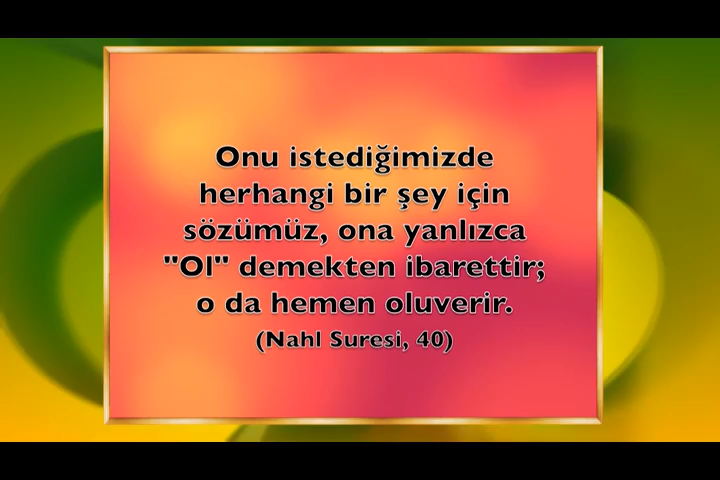 Onu istediğimizde
herhangi bir şey için
sözümüz, ona yanlızca
"Ol" demekten ibarettir;
o da hemen oluverir.
(Nahl Suresi, 40)